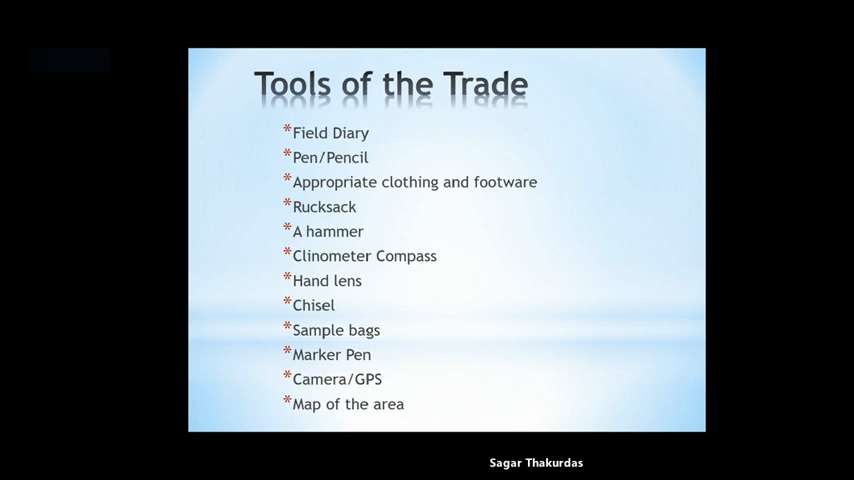 Tools of the Trade
*Field Diary
*Pen/Pencil
*Appropriate clothing and footware
*Rucksack
*A hammer
*Clinometer Compass
*Hand lens
*Chisel
*Sample bags
*Marker Pen
*Camera/GPS
*Map of the area
Sagar Thakurdas